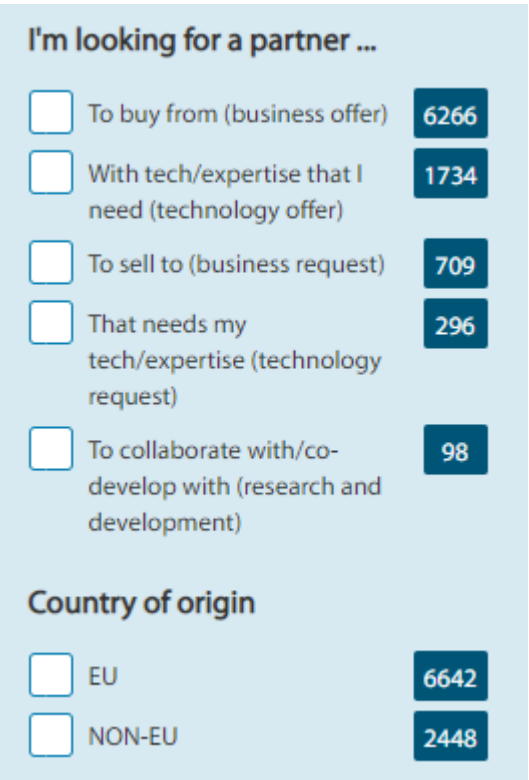 I'm looking for a partner ...
To buy from (business offer) 6266
With tech/expertise that I 1734
need (technology offer)
To sell to (business request) 709
That needs my 296
tech/expertise (technology
request)
To collaborate with/co- 98
develop with (research and
development)
Country of origin
EU 6642
NON-EU 2448